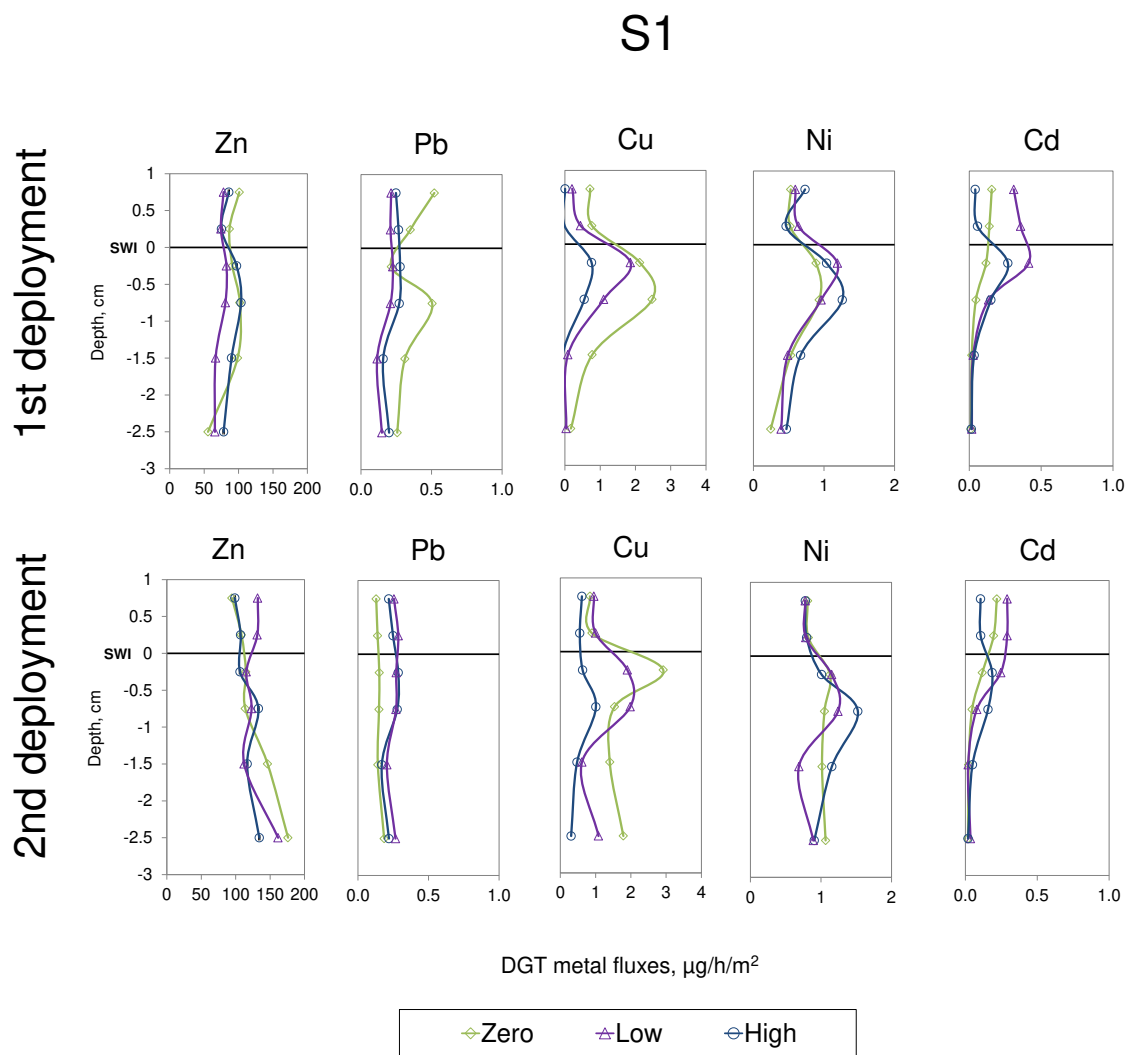 S1
1st deployment
Zn Pb Cu Ni Cd
1
0.5
SWI 0
-0.5
-1
-1.5
-2
-2.5
-3
Depth, cm
0 50 100 150 200 0.0 0.5 1.0 0 1 2 3 4 0 1 2 0.0 0.5 1.0
2nd deployment
Zn Pb Cu Ni Cd
1
0.5
SWI 0
-0.5
-1
-1.5
-2
-2.5
-3
Depth, cm
0 50 100 150 200 0.0 0.5 1.0 0 1 2 3 4 0 1 2 0.0 0.5 1.0
DGT metal fluxes, µg/h/m²
Zero Low High